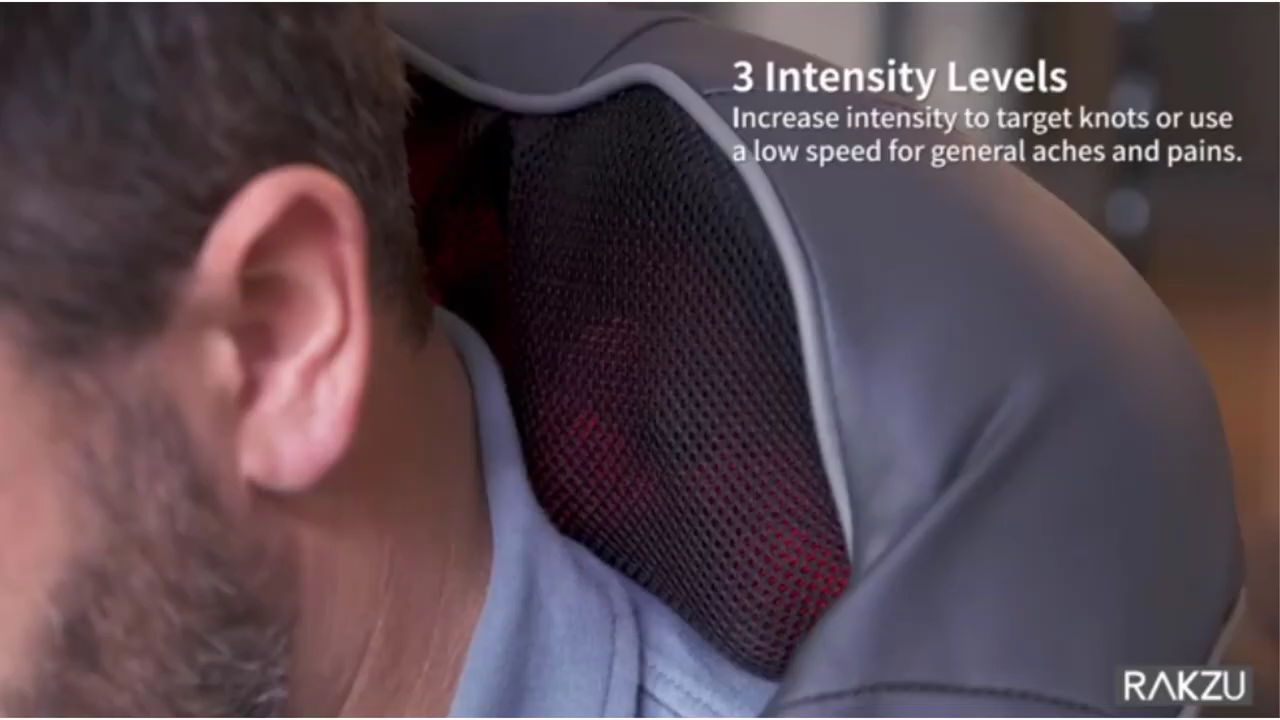 3 Intensity Levels
Increase intensity to target knots or use
a low speed for general aches and pains.
RAKZU